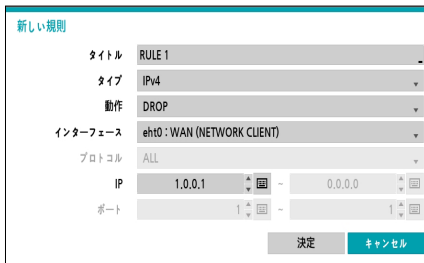 新しい規則
タイトル RULE 1
タイプ IPv4
動作 DROP
インターフェース eht0 : WAN (NETWORK CLIENT)
プロトコル ALL
IP 1.0.0.1 ~ 0.0.0.0
ポート 1 ~ 1
決定 キャンセル